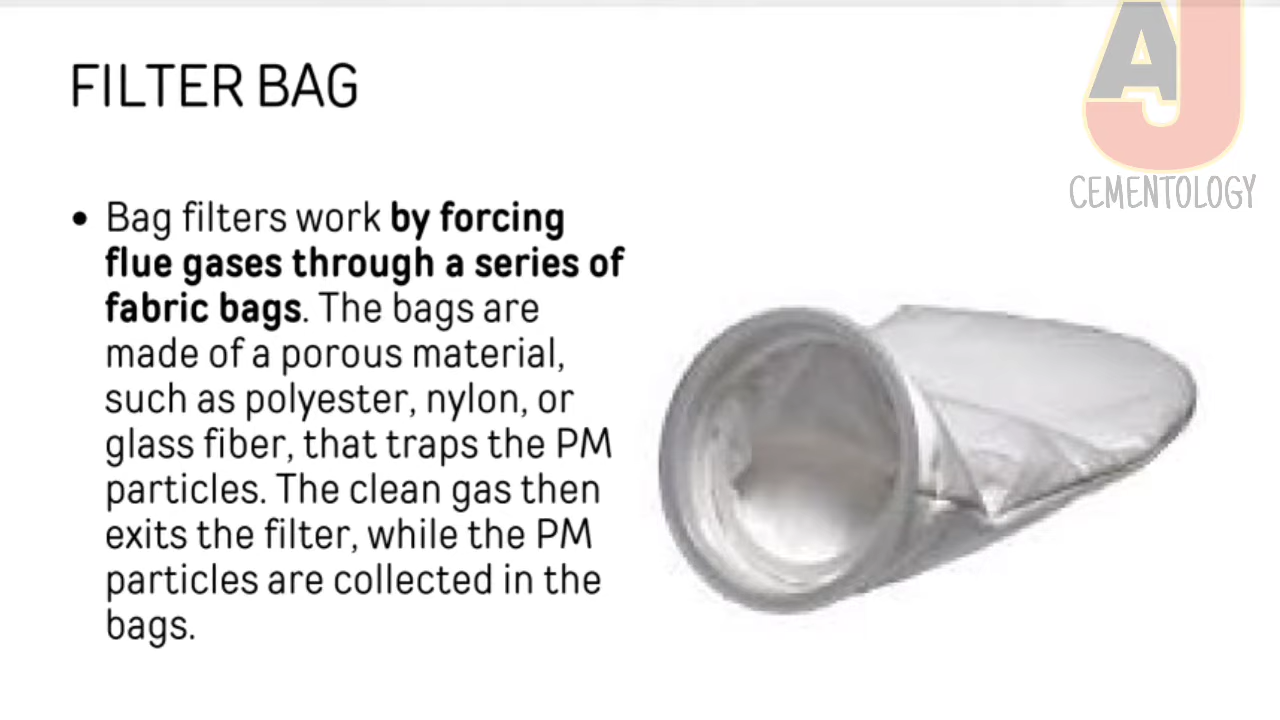 FILTER BAG
AJ
CEMENTOLOGY
• Bag filters work by forcing
flue gases through a series of
fabric bags. The bags are
made of a porous material,
such as polyester, nylon, or
glass fiber, that traps the PM
particles. The clean gas then
exits the filter, while the PM
particles are collected in the
bags.